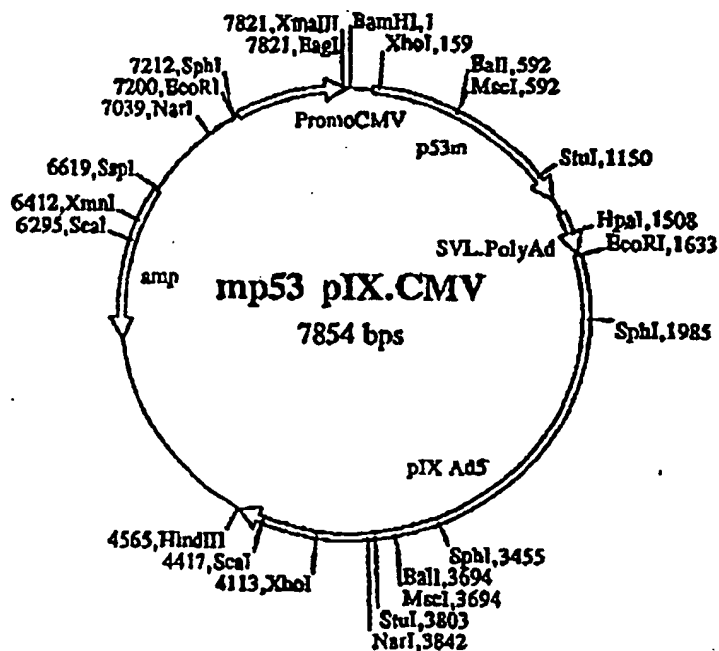 7821,XmaIII
BamHI,1
7821,EagI
XhoI,159
7212,SphI
7200,EcoRI
7039,NarI
BalI,592
MscI,592
PromoCMV
p53m
StuI,1150
6619,SspI
6412,XmnI
6295,ScaI
HpaI,1508
SVL.PolyAd
EcoRI,1633
amp
mp53 pIX.CMV
7854 bps
SphI,1985
pIX Ad5
4565,HindIII
4417,ScaI
4113,XhoI
SphI,3455
BalI,3694
MscI,3694
StuI,3803
NarI,3842